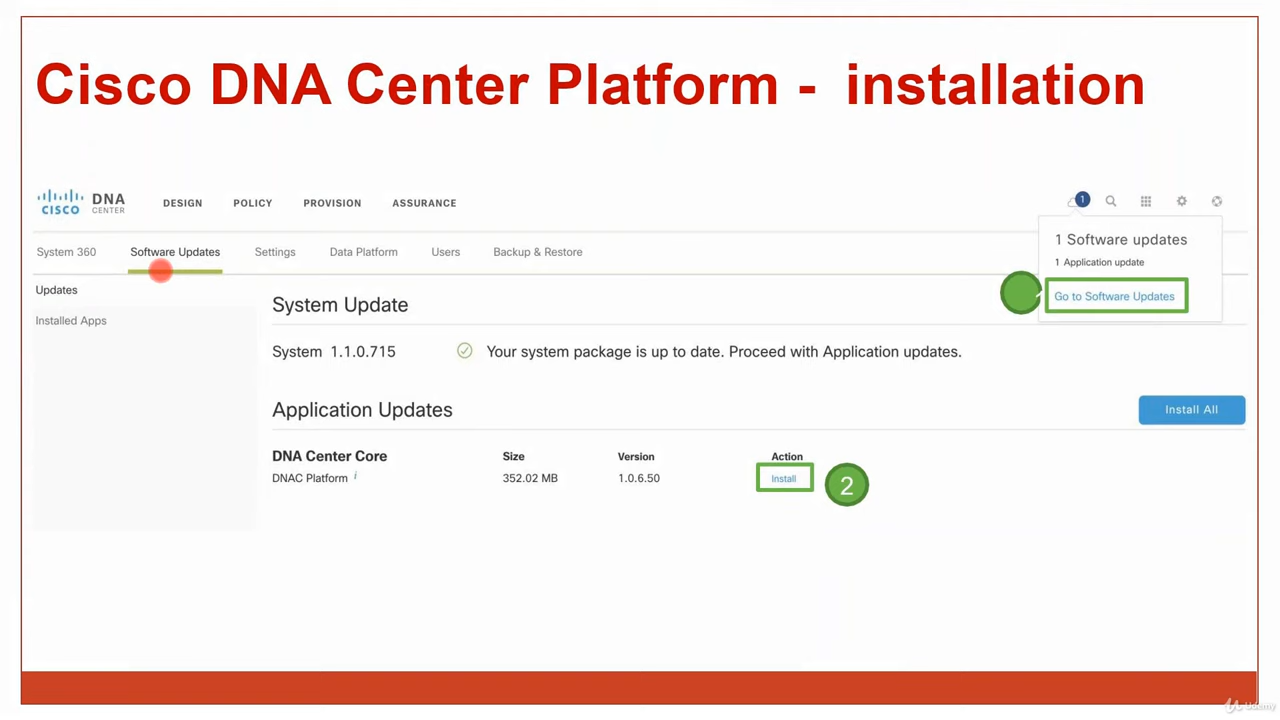 Cisco DNA Center Platform - installation
CISCO
DNA CENTER
DESIGN POLICY PROVISION ASSURANCE
1
System 360 Software Updates Settings Data Platform Users Backup & Restore
1 Software updates
1 Application update
Go to Software Updates
Updates
Installed Apps
System Update
System 1.1.0.715 Your system package is up to date. Proceed with Application updates.
Application Updates Install All
DNA Center Core Size Version Action
DNAC Platform i 352.02 MB 1.0.6.50 Install
2
Udemy